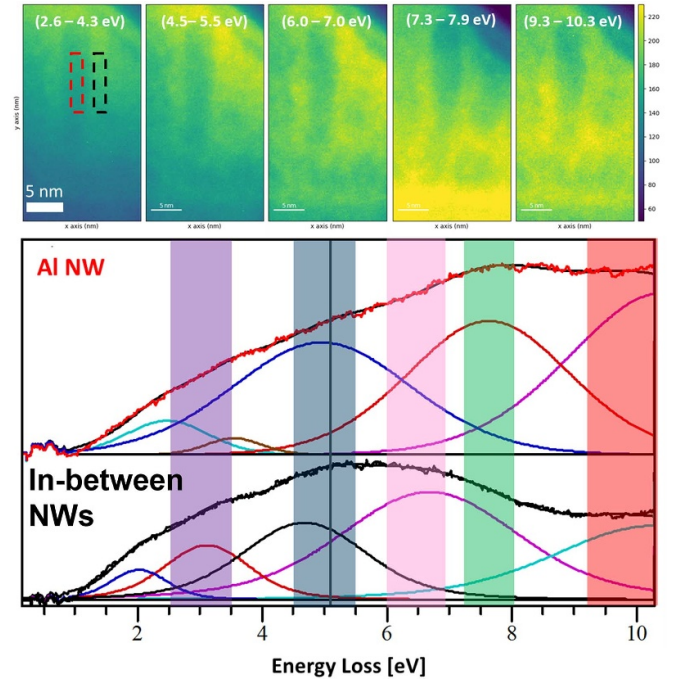 (2.6 – 4.3 eV) (4.5 – 5.5 eV) (6.0 – 7.0 eV) (7.3 – 7.9 eV) (9.3 – 10.3 eV)
220
200
180
160
140
120
100
80
60
y axis (nm)
5 nm 5 nm 5 nm 5 nm 5 nm
x axis (nm) x axis (nm) x axis (nm) x axis (nm) x axis (nm)
Al NW
In-between
NWs
2 4 6 8 10
Energy Loss [eV]